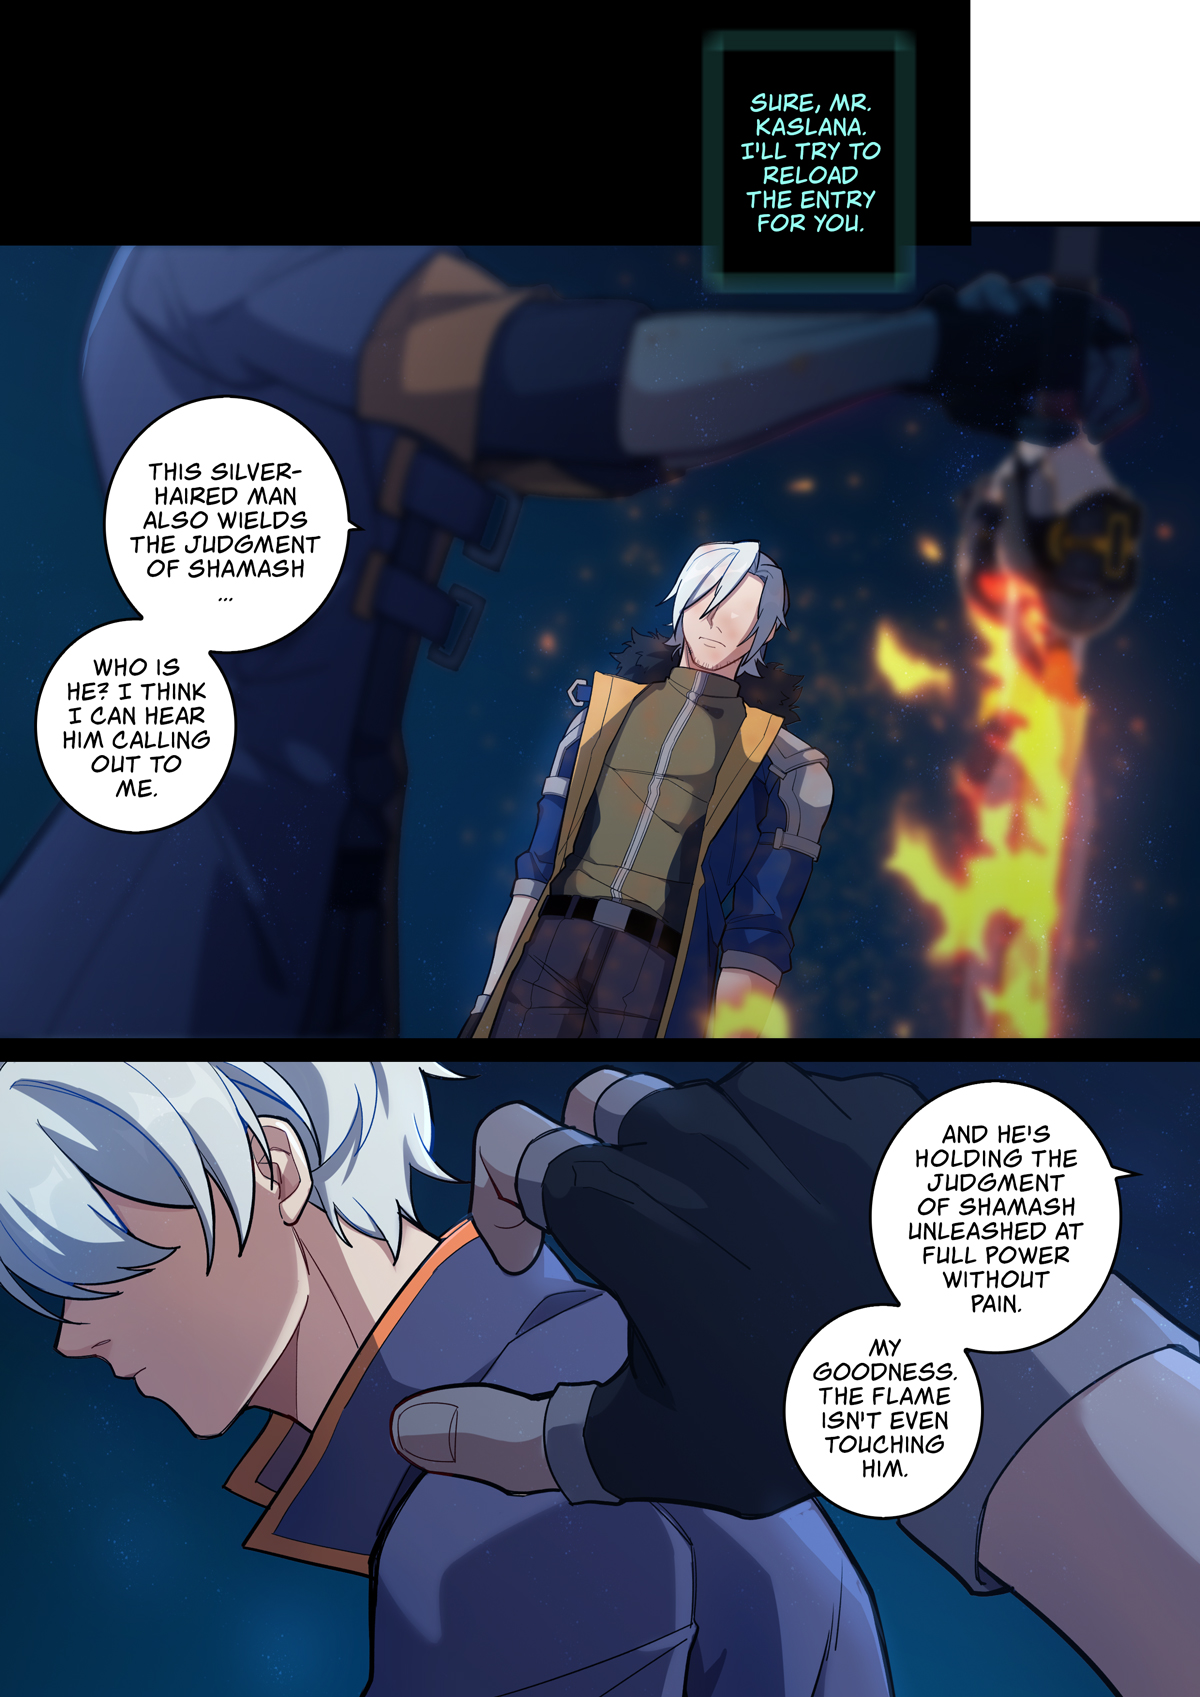 SURE, MR.
KASLANA.
I'LL TRY TO
RELOAD
THE ENTRY
FOR YOU.
THIS SILVER-
HAIRED MAN
ALSO WIELDS
THE JUDGMENT
OF SHAMASH
...
WHO IS
HE? I THINK
I CAN HEAR
HIM CALLING
OUT TO
ME.
AND HE'S
HOLDING THE
JUDGMENT
OF SHAMASH
UNLEASHED AT
FULL POWER
WITHOUT
PAIN.
MY
GOODNESS.
THE FLAME
ISN'T EVEN
TOUCHING
HIM.